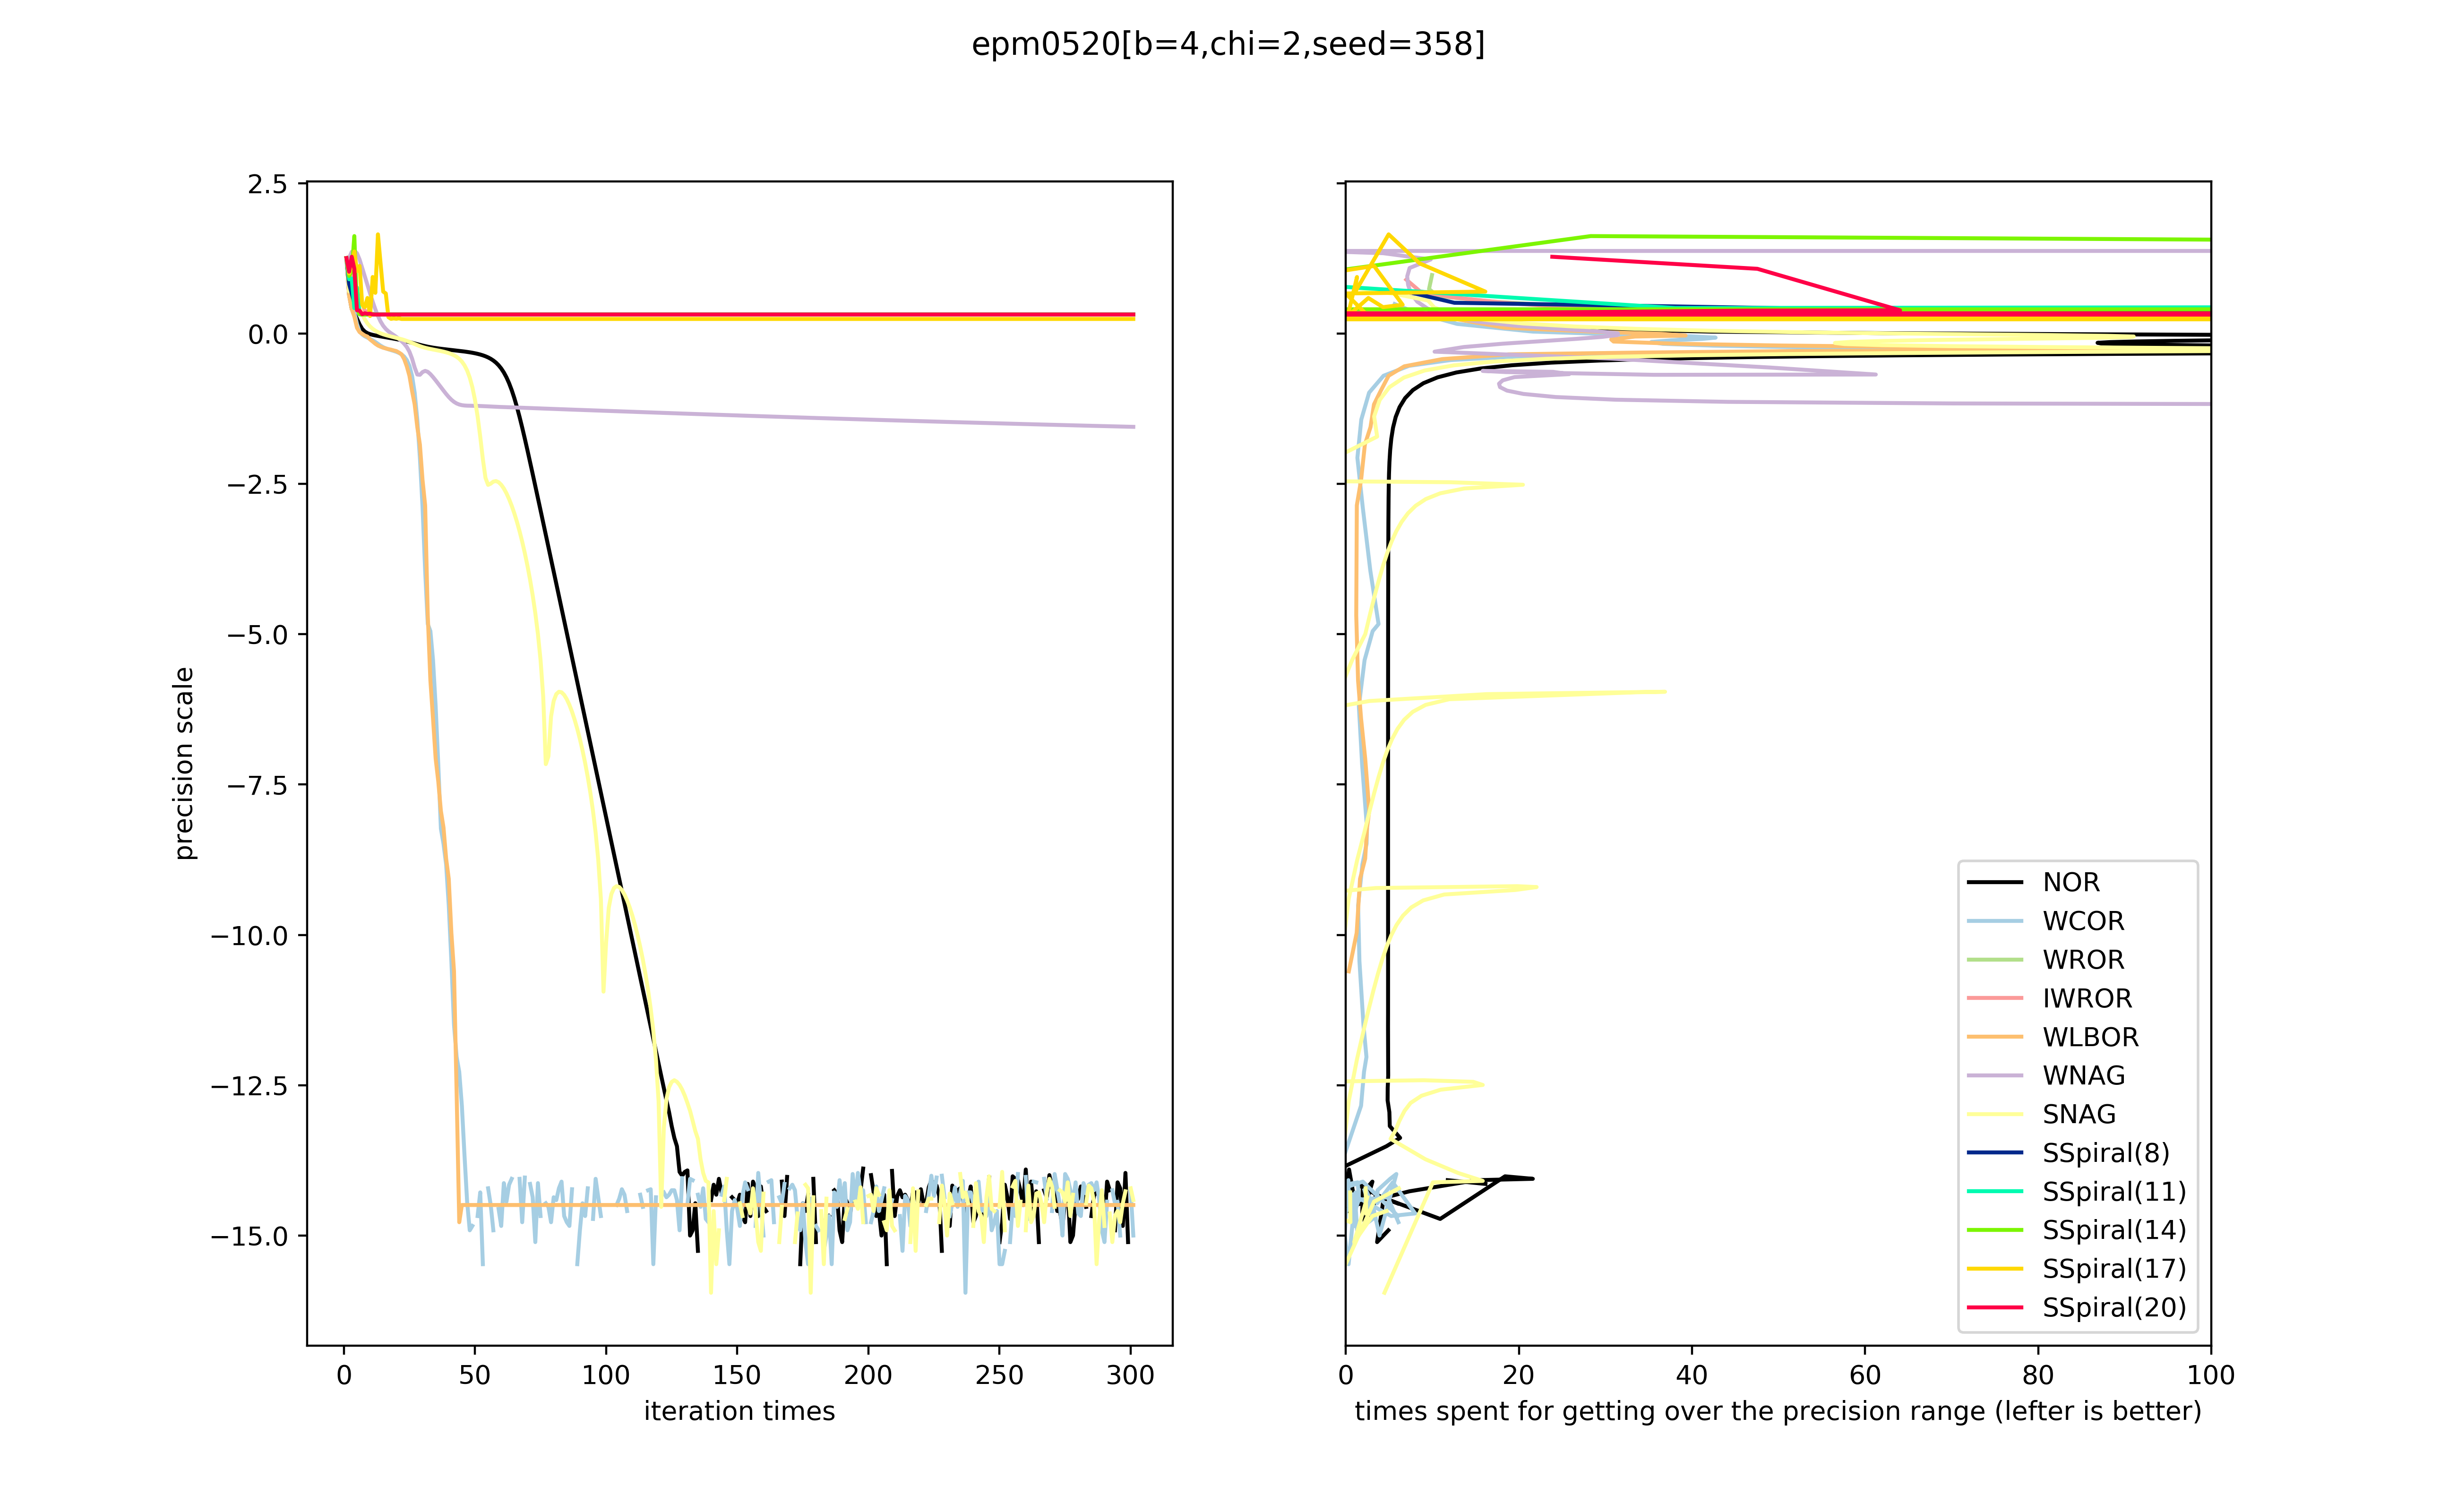 epm0520[b=4,chi=2,seed=358]
2.5
0.0
−2.5
−5.0
−7.5
−10.0
−12.5
−15.0
precision scale
0 50 100 150 200 250 300
iteration times
0 20 40 60 80 100
times spent for getting over the precision range (lefter is better)
NOR
WCOR
WROR
IWROR
WLBOR
WNAG
SNAG
SSpiral(8)
SSpiral(11)
SSpiral(14)
SSpiral(17)
SSpiral(20)